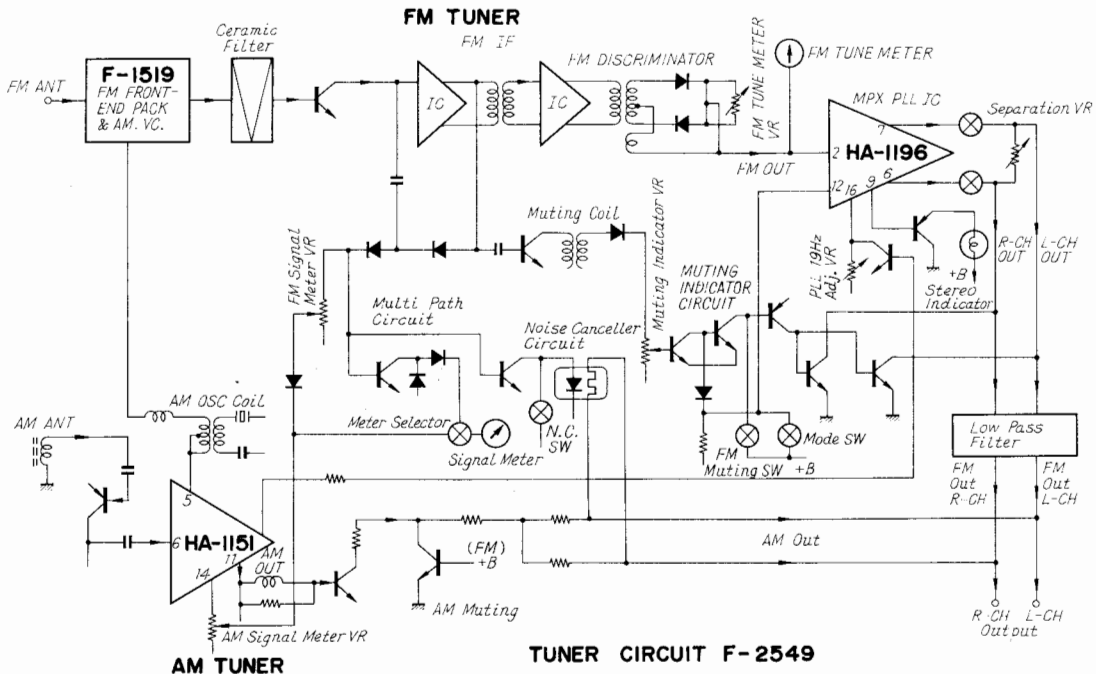 FM TUNER
Ceramic
Filter
FM IF
FM ANT
F-1519
FM FRONT-
END PACK
& AM. VC.
IC
IC
FM DISCRIMINATOR
FM TUNE METER
VR
FM TUNE METER
MPX PLL IC
Separation VR
7
2
HA-1196
FM OUT
12
16
9
6
R-CH
OUT
L-CH
OUT
Muting Coil
FM Signal
Meter VR
Muting Indicator VR
MUTING
INDICATOR
CIRCUIT
PLL 19Hz
Adj. VR
+B
Stereo
Indicator
Multi Path
Circuit
Noise Canceller
Circuit
AM OSC Coil
AM ANT
Meter Selector
Signal Meter
N.C.
SW
FM
Muting SW
+B
Mode SW
Low Pass
Filter
FM
Out
R-CH
FM
Out
L-CH
5
6
HA-1151
11
14
AM
OUT
(FM)
+B
AM Out
AM Muting
AM Signal Meter VR
R-CH
L-CH
Output
AM TUNER
TUNER CIRCUIT F-2549